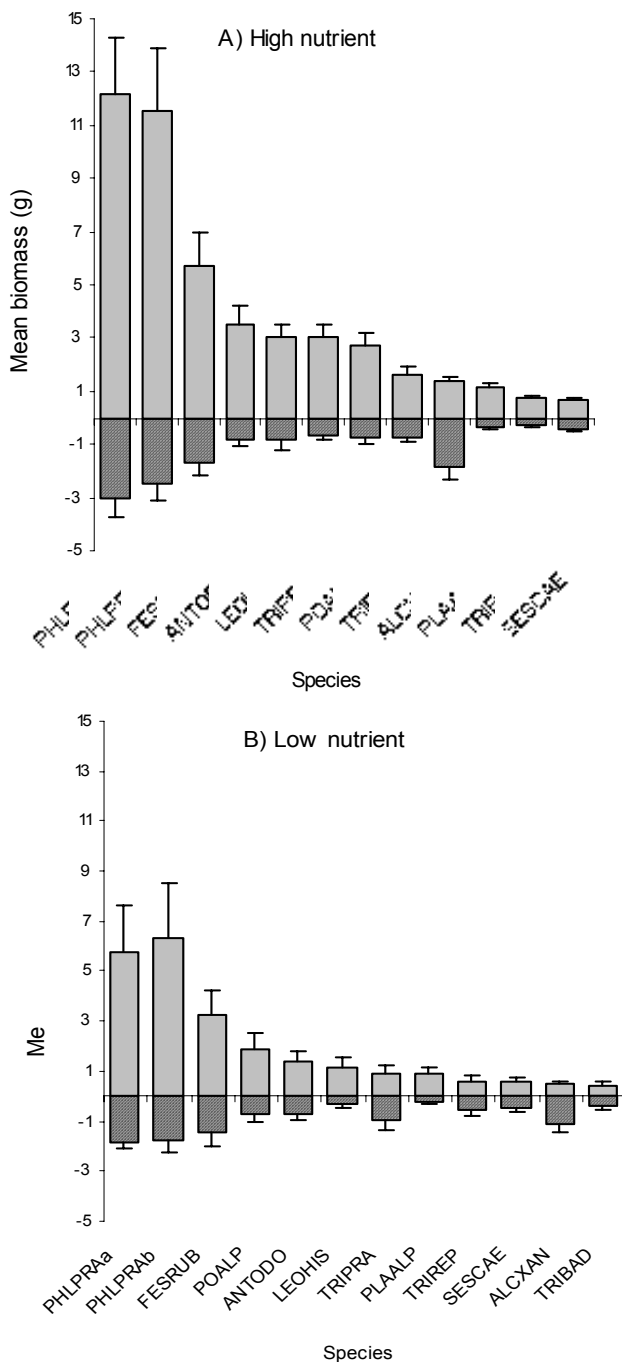 A) High nutrient
Mean biomass (g)
15
13
11
9
7
5
3
1
-1
-3
-5
FES
SESCAE
Species
B) Low nutrient
Me
15
13
11
9
7
5
3
1
-1
-3
-5
PHLPRAa
PHLPRAb
FESRUB
POALP
ANTODO
LEOHIS
TRIPRA
PLAALP
TRIREP
SESCAE
ALCXAN
TRIBAD
Species